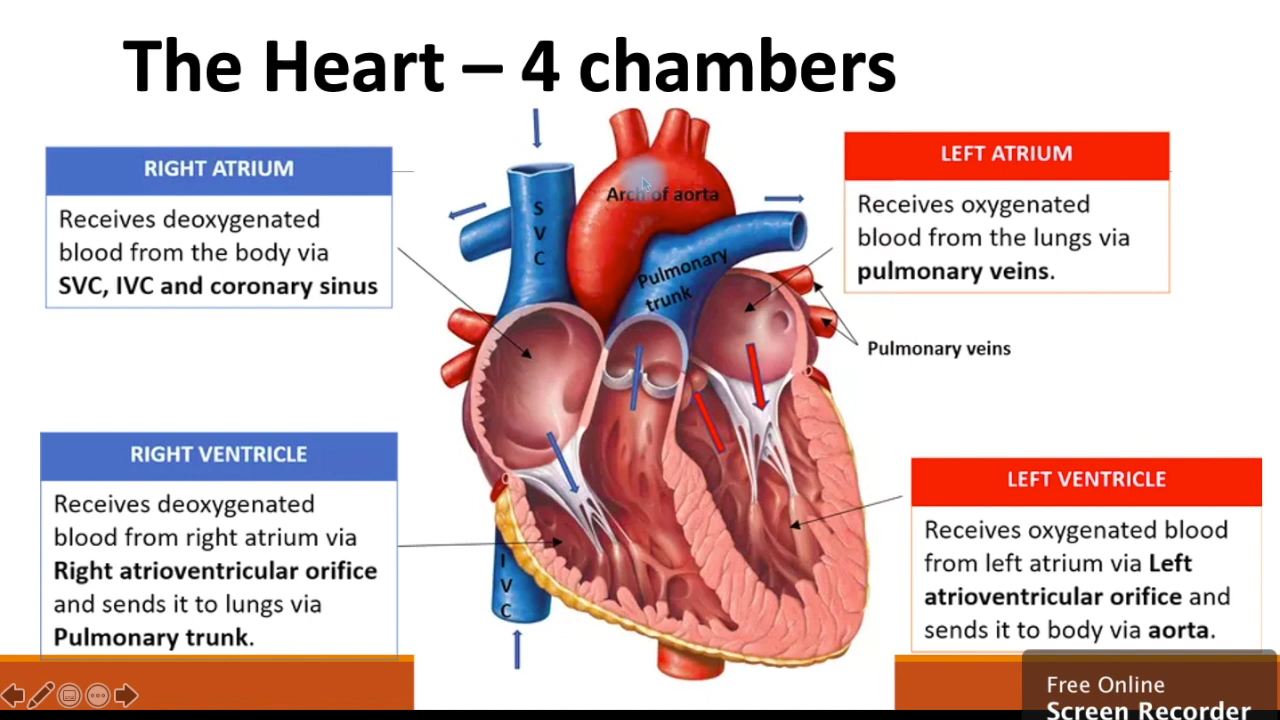 The Heart – 4 chambers
RIGHT ATRIUM
Receives deoxygenated
blood from the body via
SVC, IVC and coronary sinus
LEFT ATRIUM
Receives oxygenated
blood from the lungs via
pulmonary veins.
Arch of aorta
S
V
C
Pulmonary
trunk
Pulmonary veins
RIGHT VENTRICLE
Receives deoxygenated
blood from right atrium via
Right atrioventricular orifice
and sends it to lungs via
Pulmonary trunk.
I
V
C
LEFT VENTRICLE
Receives oxygenated blood
from left atrium via Left
atrioventricular orifice and
sends it to body via aorta.
Free Online
Screen Recorder